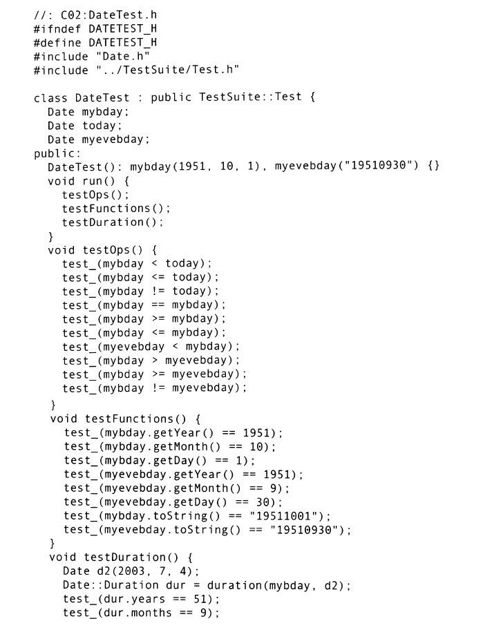 //: C02:DateTest.h
#ifndef DATETEST_H
#define DATETEST_H
#include "Date.h"
#include "../TestSuite/Test.h"
class DateTest : public TestSuite::Test {
Date mybday;
Date today;
Date myevebday;
public:
DateTest(): mybday(1951, 10, 1), myevebday("19510930") {}
void run() {
testOps();
testFunctions();
testDuration();
}
void testOps() {
test_(mybday < today);
test_(mybday <= today);
test_(mybday != today);
test_(mybday == mybday);
test_(mybday >= mybday);
test_(mybday <= mybday);
test_(myevebday < mybday);
test_(mybday > myevebday);
test_(mybday >= myevebday);
test_(mybday != myevebday);
}
void testFunctions() {
test_(mybday.getYear() == 1951);
test_(mybday.getMonth() == 10);
test_(mybday.getDay() == 1);
test_(myevebday.getYear() == 1951);
test_(myevebday.getMonth() == 9);
test_(myevebday.getDay() == 30);
test_(mybday.toString() == "19511001");
test_(myevebday.toString() == "19510930");
}
void testDuration() {
Date d2(2003, 7, 4);
Date::Duration dur = duration(mybday, d2);
test_(dur.years == 51);
test_(dur.months == 9);